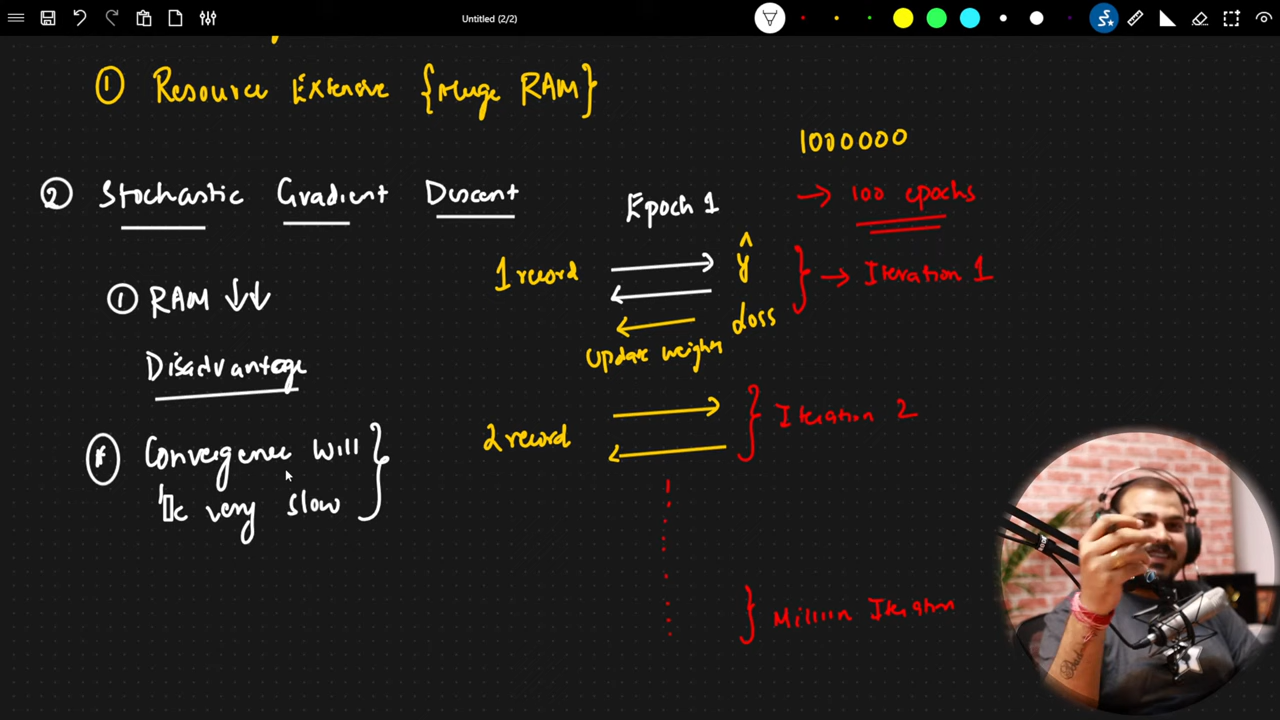 Untitled (2/2)
① Resource Extensive {Huge RAM}
1000000
② Stochastic Gradient Descent
Epoch 1
→ 100 epochs
1 record
ŷ
} → Iteration 1
① RAM ↓↓
Loss
Update weights
Disadvantage
2 record
} Iteration 2
Convergence will
be very slow
} Million Iteration